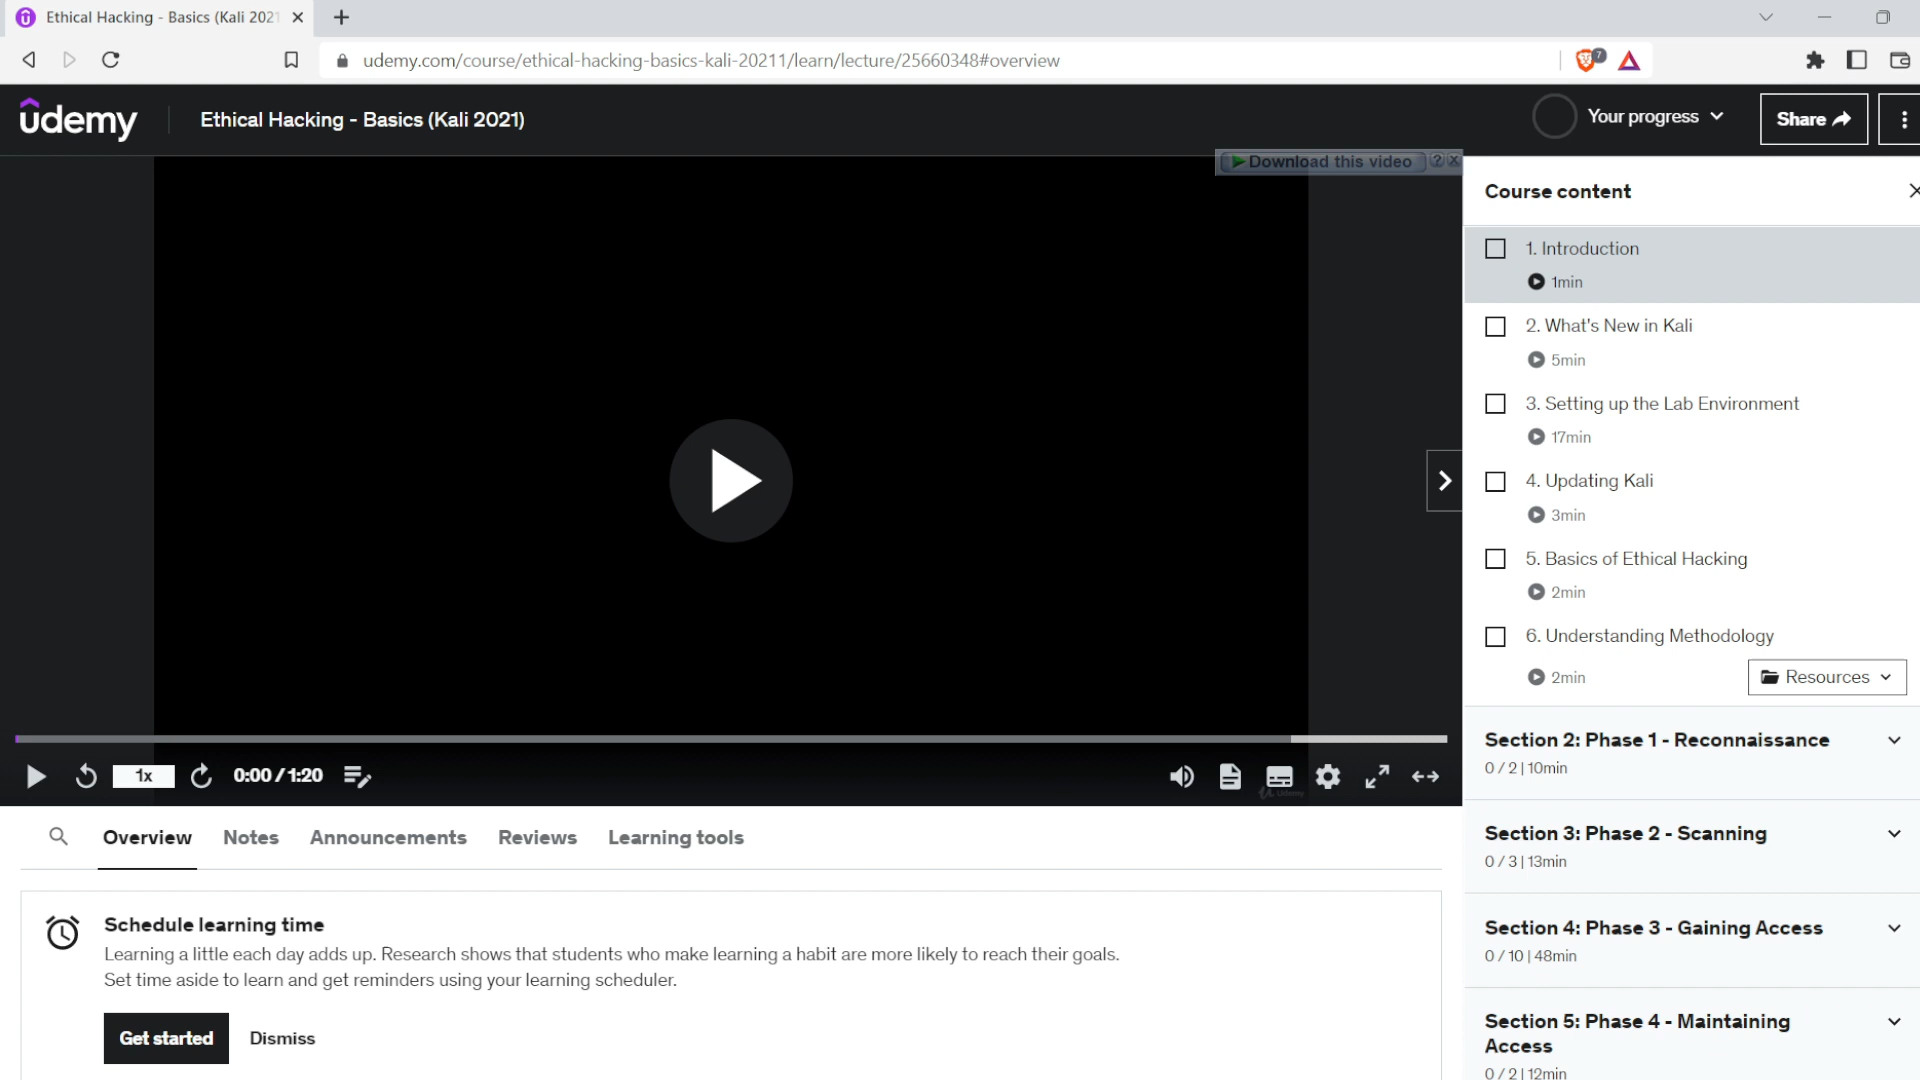 Ethical Hacking - Basics (Kali 202
udemy.com/course/ethical-hacking-basics-kali-20211/learn/lecture/25660348#overview
7
udemy
Ethical Hacking - Basics (Kali 2021)
Your progress
Share
Download this video
?
Course content
1. Introduction
1min
2. What's New in Kali
5min
3. Setting up the Lab Environment
17min
4. Updating Kali
3min
5. Basics of Ethical Hacking
2min
6. Understanding Methodology
2min
Resources
Section 2: Phase 1 - Reconnaissance
0 / 2 | 10min
Section 3: Phase 2 - Scanning
0 / 3 | 13min
Section 4: Phase 3 - Gaining Access
0 / 10 | 48min
Section 5: Phase 4 - Maintaining
Access
0 / 2 | 12min
1x
0:00 / 1:20
Udemy
Overview
Notes
Announcements
Reviews
Learning tools
Schedule learning time
Learning a little each day adds up. Research shows that students who make learning a habit are more likely to reach their goals.
Set time aside to learn and get reminders using your learning scheduler.
Get started
Dismiss